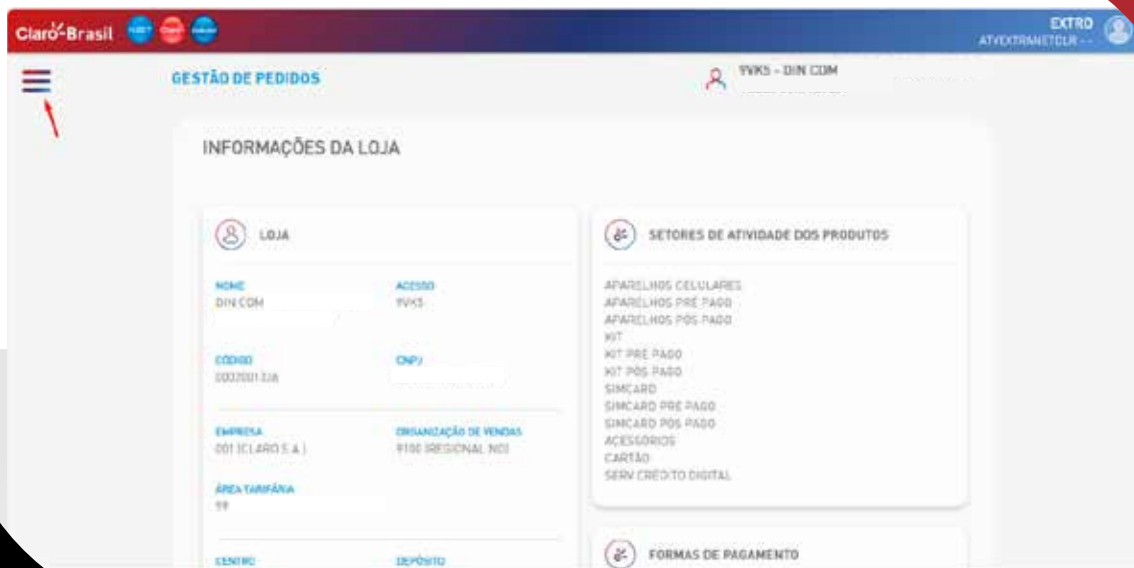 Claro-Brasil
EXTRO
ATVEXTRANETCLR - -
GESTÃO DE PEDIDOS
9VK5 - DIN COM
INFORMAÇÕES DA LOJA
LOJA
NOME
DIN COM
ACESSO
9VK5
CÓDIGO
CNPJ
EMPRESA
001 (CLARO S.A.)
ORGANIZAÇÃO DE VENDAS
9100 (REGIONAL NO)
ÁREA TARIFÁRIA
99
CENTRO
DEPÓSITO
SETORES DE ATIVIDADE DOS PRODUTOS
APARELHOS CELULARES
APARELHOS PRÉ PAGO
APARELHOS PÓS PAGO
KIT
KIT PRÉ PAGO
KIT PÓS PAGO
SIMCARD
SIMCARD PRÉ PAGO
SIMCARD PÓS PAGO
ACESSÓRIOS
CARTÃO
SERV CRÉDITO DIGITAL
FORMAS DE PAGAMENTO